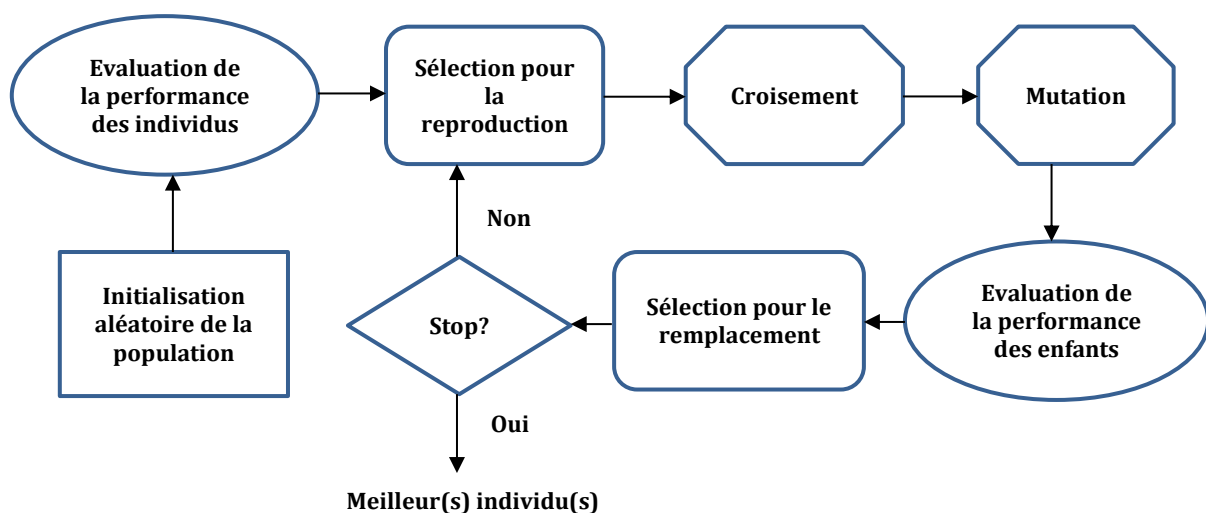 Evaluation de
la performance
des individus
Sélection pour
la
reproduction
Croisement
Mutation
Non
Initialisation
aléatoire de la
population
Stop?
Sélection pour le
remplacement
Evaluation de
la performance
des enfants
Oui
Meilleur(s) individu(s)